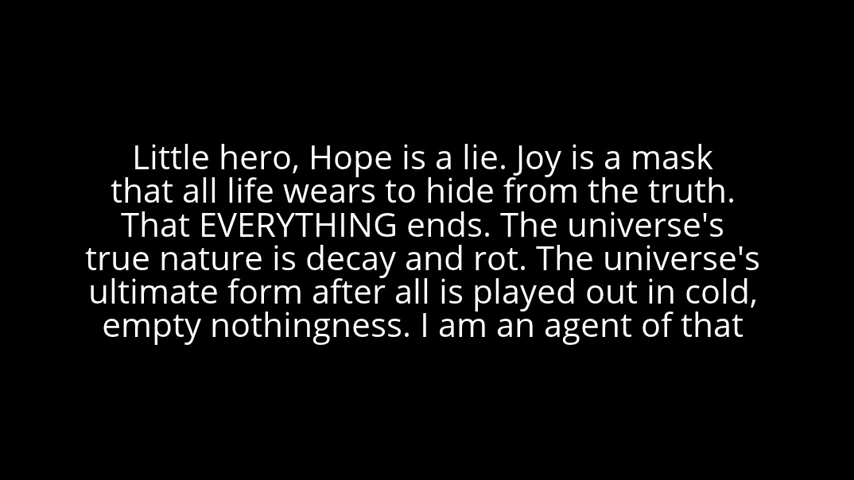 Little hero, Hope is a lie. Joy is a mask
that all life wears to hide from the truth.
That EVERYTHING ends. The universe's
true nature is decay and rot. The universe's
ultimate form after all is played out in cold,
empty nothingness. I am an agent of that